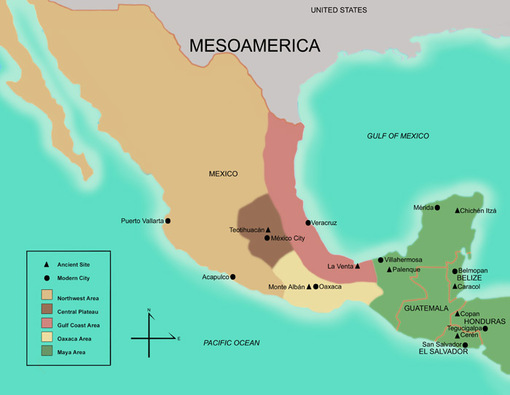 UNITED STATES
MESOAMERICA
GULF OF MEXICO
MEXICO
Mérida
Chichén Itzá
Puerto Vallarta
Veracruz
Teotihuacán
México City
Villahermosa
La Venta
Palenque
Belmopan
BELIZE
Acapulco
Monte Albán
Oaxaca
Caracol
GUATEMALA
Copan
HONDURAS
Tegucigalpa
Cerén
San Salvador
EL SALVADOR
PACIFIC OCEAN
N
E
Ancient Site
Modern City
Northwest Area
Central Plateau
Gulf Coast Area
Oaxaca Area
Maya Area